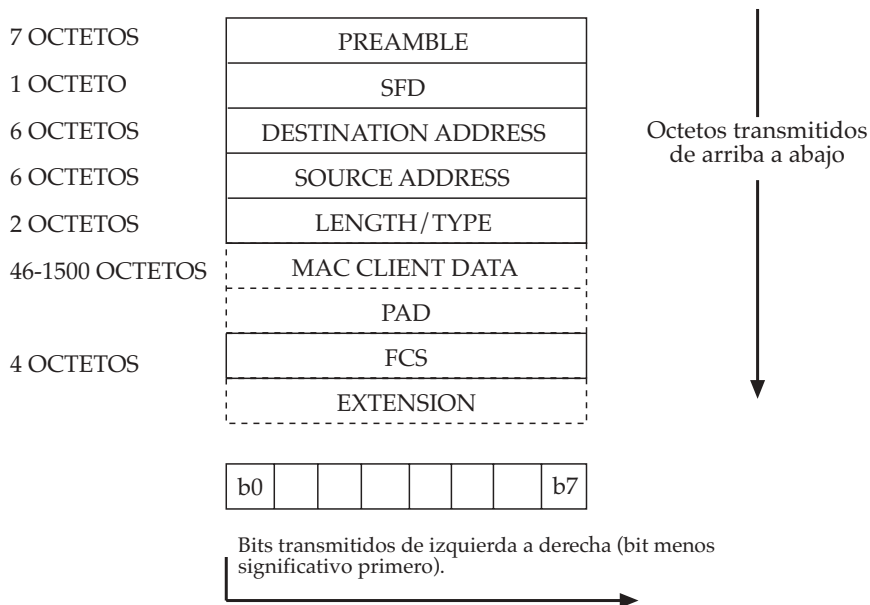 7 OCTETOS
PREAMBLE
1 OCTETO
SFD
6 OCTETOS
DESTINATION ADDRESS
6 OCTETOS
SOURCE ADDRESS
2 OCTETOS
LENGTH/TYPE
46-1500 OCTETOS
MAC CLIENT DATA
PAD
4 OCTETOS
FCS
EXTENSION
Octetos transmitidos
de arriba a abajo
b0
b7
Bits transmitidos de izquierda a derecha (bit menos
significativo primero).